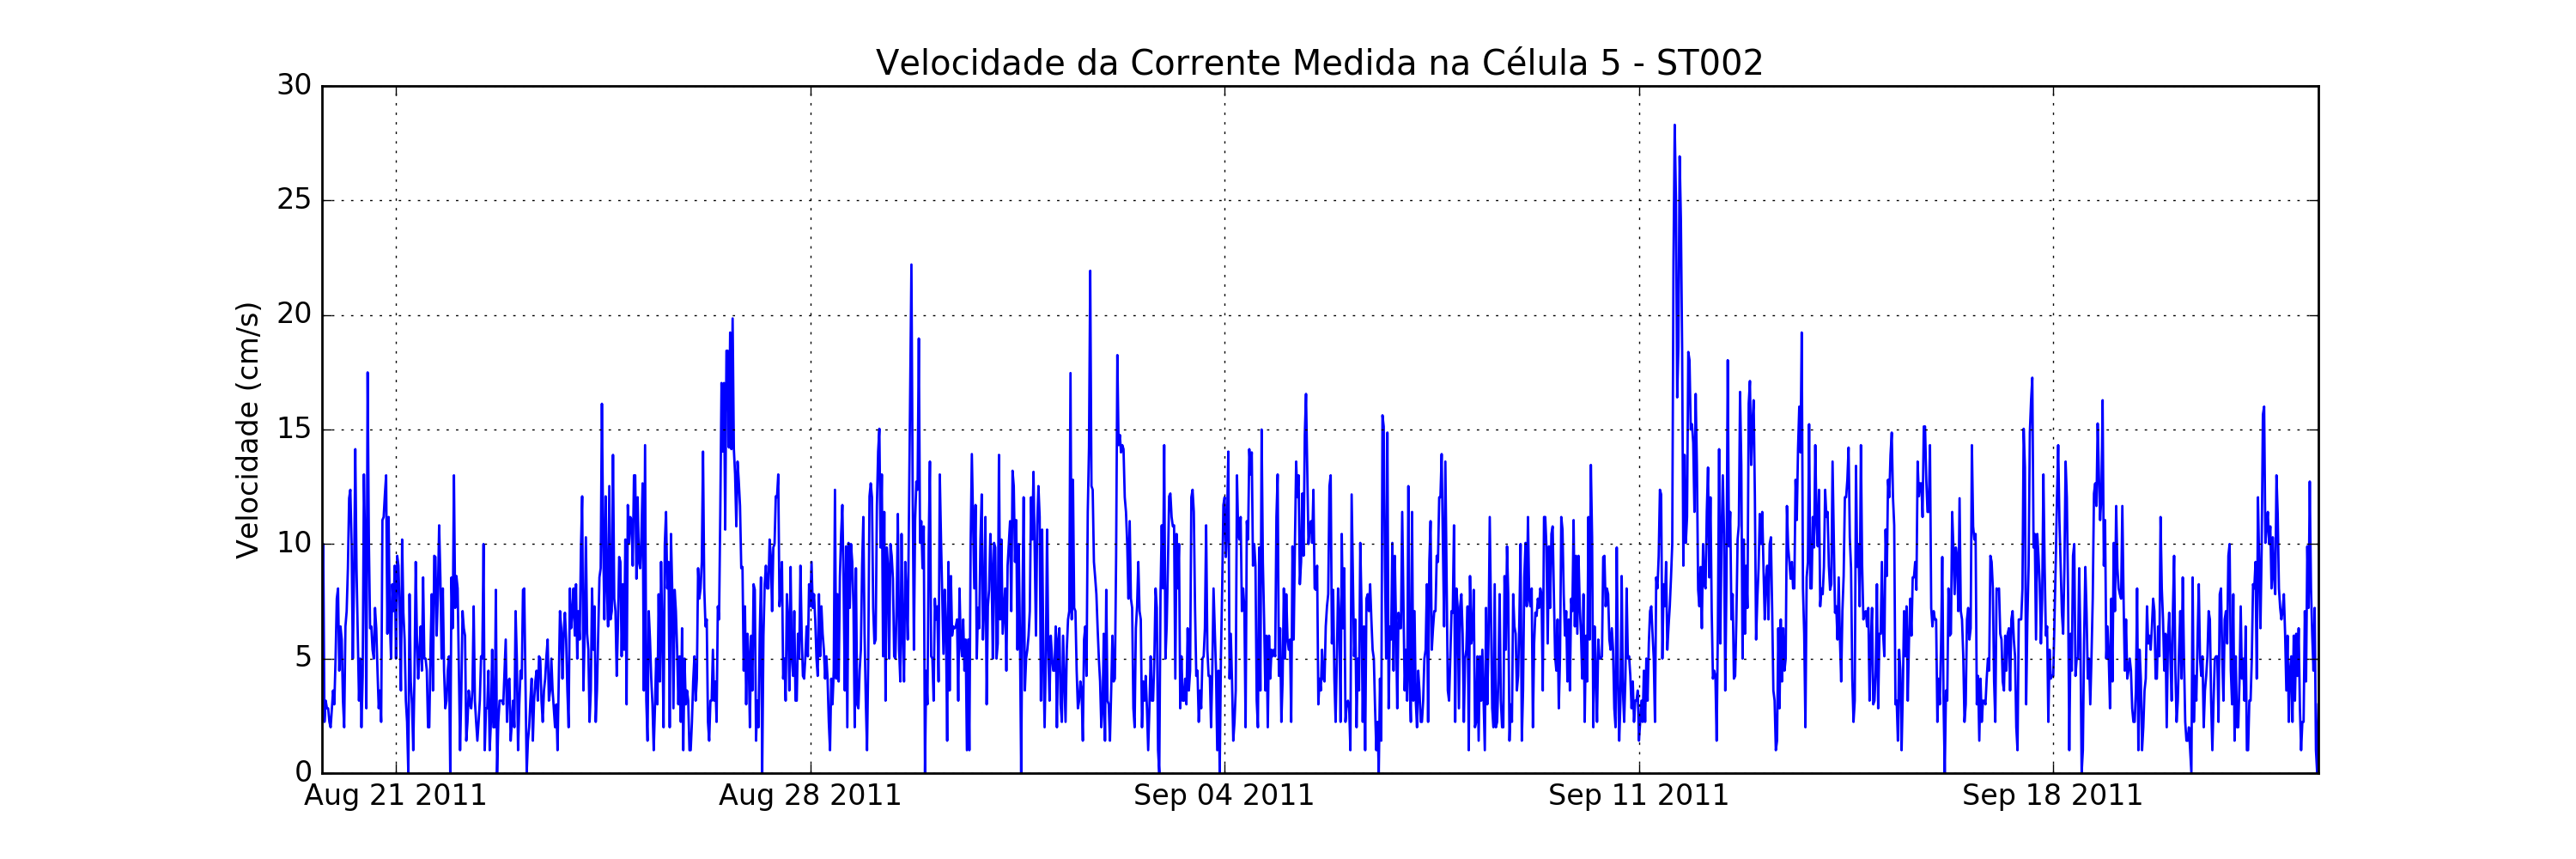 Velocidade da Corrente Medida na Célula 5 - ST002
Velocidade (cm/s)
30
25
20
15
10
5
0
Aug 21 2011
Aug 28 2011
Sep 04 2011
Sep 11 2011
Sep 18 2011